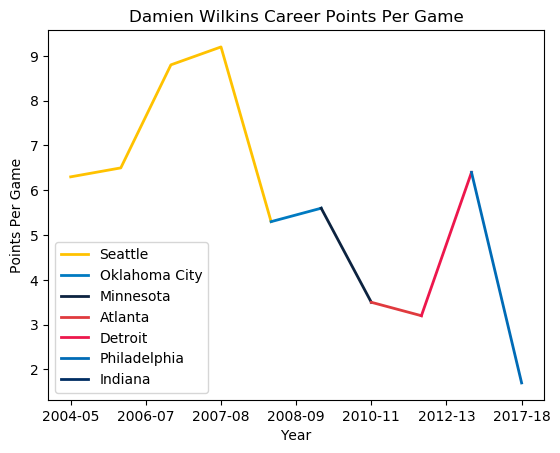 Damien Wilkins Career Points Per Game
Points Per Game
9
8
7
6
5
4
3
2
Seattle
Oklahoma City
Minnesota
Atlanta
Detroit
Philadelphia
Indiana
2004-05 2006-07 2007-08 2008-09 2010-11 2012-13 2017-18
Year